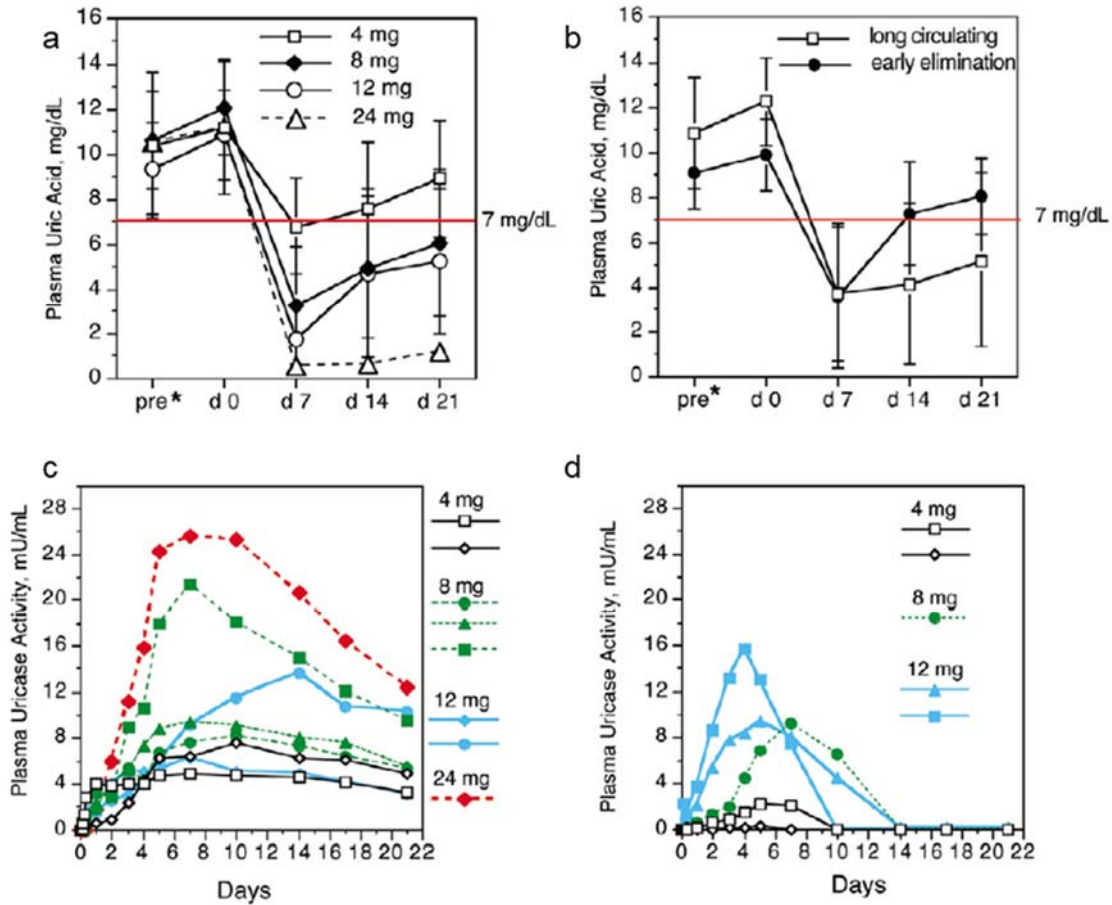 a
16
14
12
10
8
6
4
2
0
Plasma Uric Acid, mg/dL
4 mg
8 mg
12 mg
24 mg
7 mg/dL
pre* d 0 d 7 d 14 d 21
b
16
14
12
10
8
6
4
2
0
Plasma Uric Acid, mg/dL
long circulating
early elimination
7 mg/dL
pre* d 0 d 7 d 14 d 21
c
28
24
20
16
12
8
4
0
Plasma Uricase Activity, mU/mL
0 2 4 6 8 10 12 14 16 18 20 22
Days
4 mg
8 mg
12 mg
24 mg
d
28
24
20
16
12
8
4
0
Plasma Uricase Activity, mU/mL
4 mg
8 mg
12 mg
0 2 4 6 8 10 12 14 16 18 20 22
Days